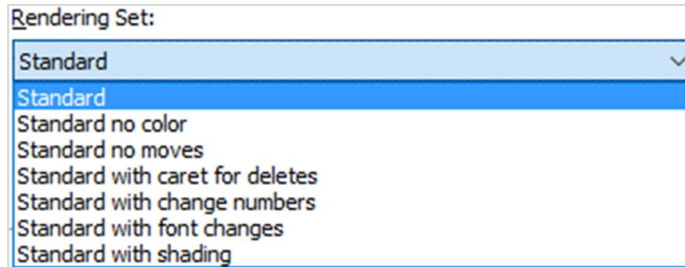 Rendering Set:
Standard
Standard
Standard no color
Standard no moves
Standard with caret for deletes
Standard with change numbers
Standard with font changes
Standard with shading